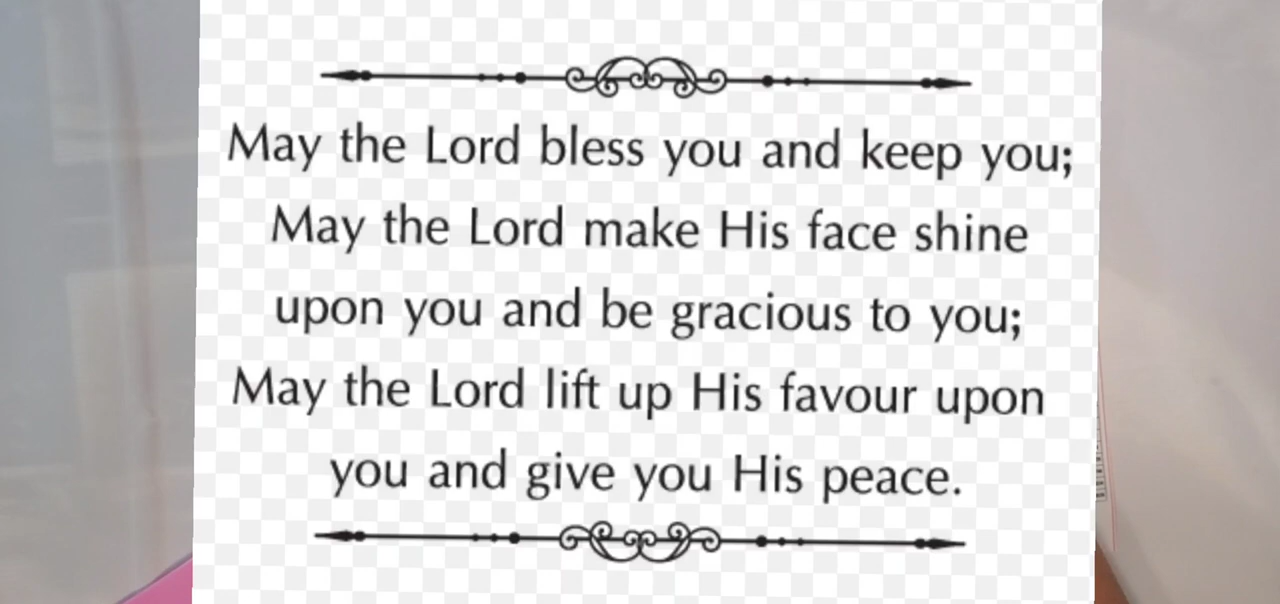 May the Lord bless you and keep you;
May the Lord make His face shine
upon you and be gracious to you;
May the Lord lift up His favour upon
you and give you His peace.